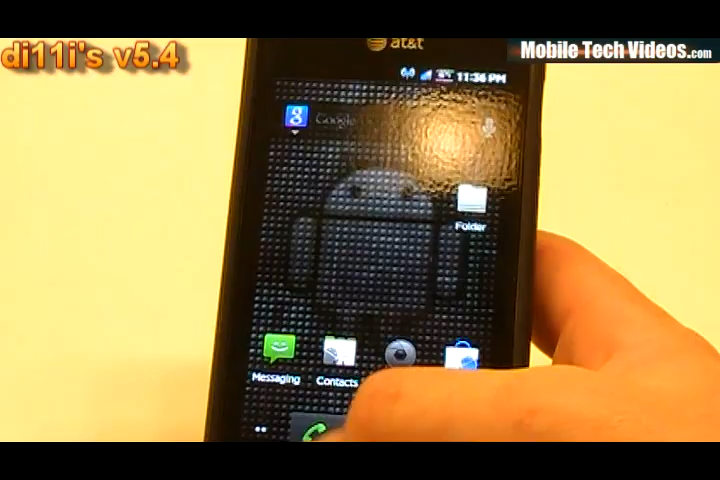 di11i's v5.4
Mobile Tech Videos.com
at&t
11:36 PM
Google
Folder
Messaging
Contacts